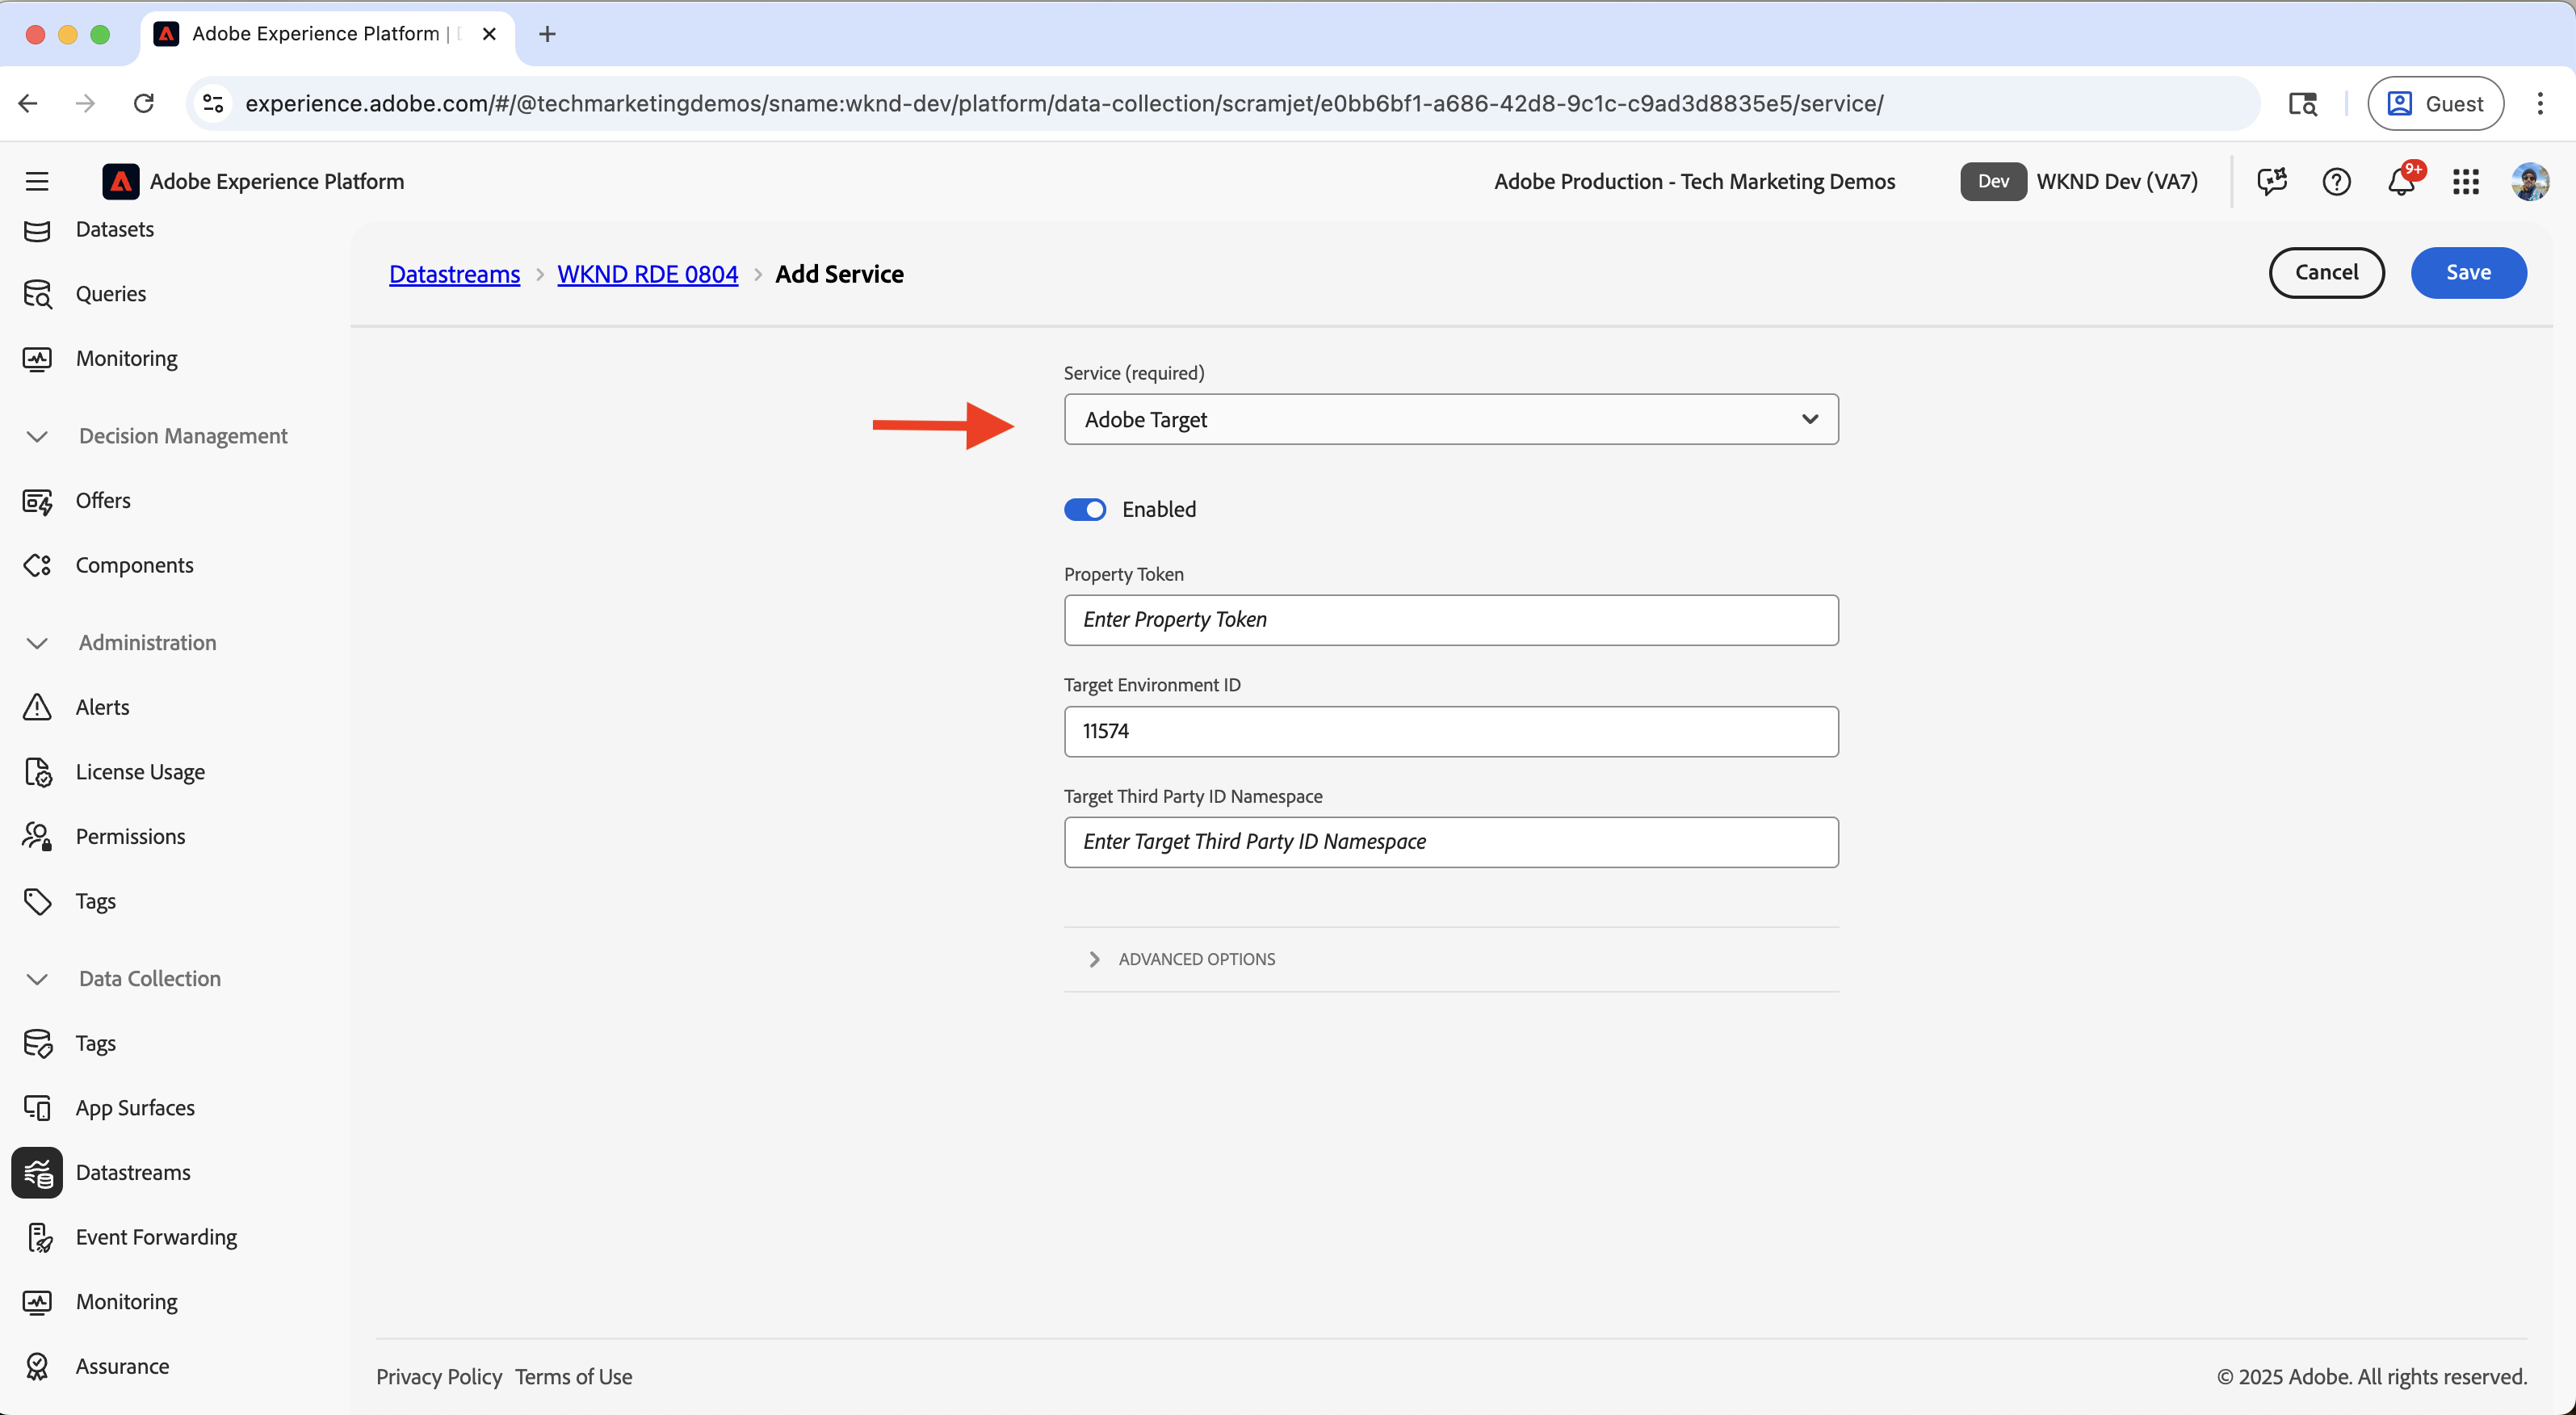 Adobe Experience Platform |
experience.adobe.com/#/@techmarketingdemos/sname:wknd-dev/platform/data-collection/scramjet/e0bb6bf1-a686-42d8-9c1c-c9ad3d8835e5/service/
Guest
Adobe Experience Platform
Adobe Production - Tech Marketing Demos
Dev
WKND Dev (VA7)
9+
Datasets
Queries
Monitoring
Decision Management
Offers
Components
Administration
Alerts
License Usage
Permissions
Tags
Data Collection
Tags
App Surfaces
Datastreams
Event Forwarding
Monitoring
Assurance
Datastreams > WKND RDE 0804 > Add Service
Cancel
Save
Service (required)
Adobe Target
Enabled
Property Token
Enter Property Token
Target Environment ID
11574
Target Third Party ID Namespace
Enter Target Third Party ID Namespace
ADVANCED OPTIONS
Privacy Policy Terms of Use
© 2025 Adobe. All rights reserved.